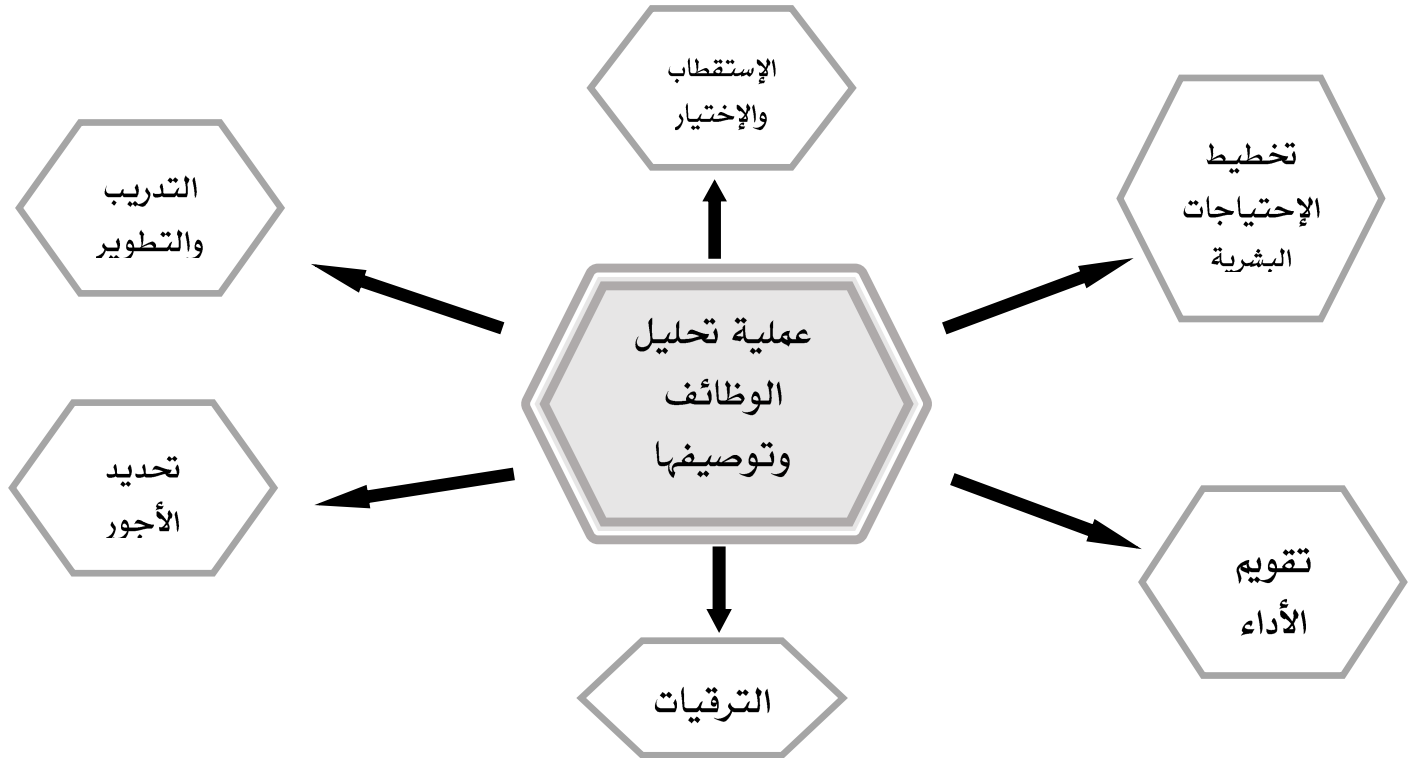 الإستقطاب
والإختيار
تخطيط
الإحتياجات
البشرية
التدريب
والتطوير
عملية تحليل
الوظائف
وتوصيفها
تحديد
الأجور
تقويم
الأداء
الترقيات